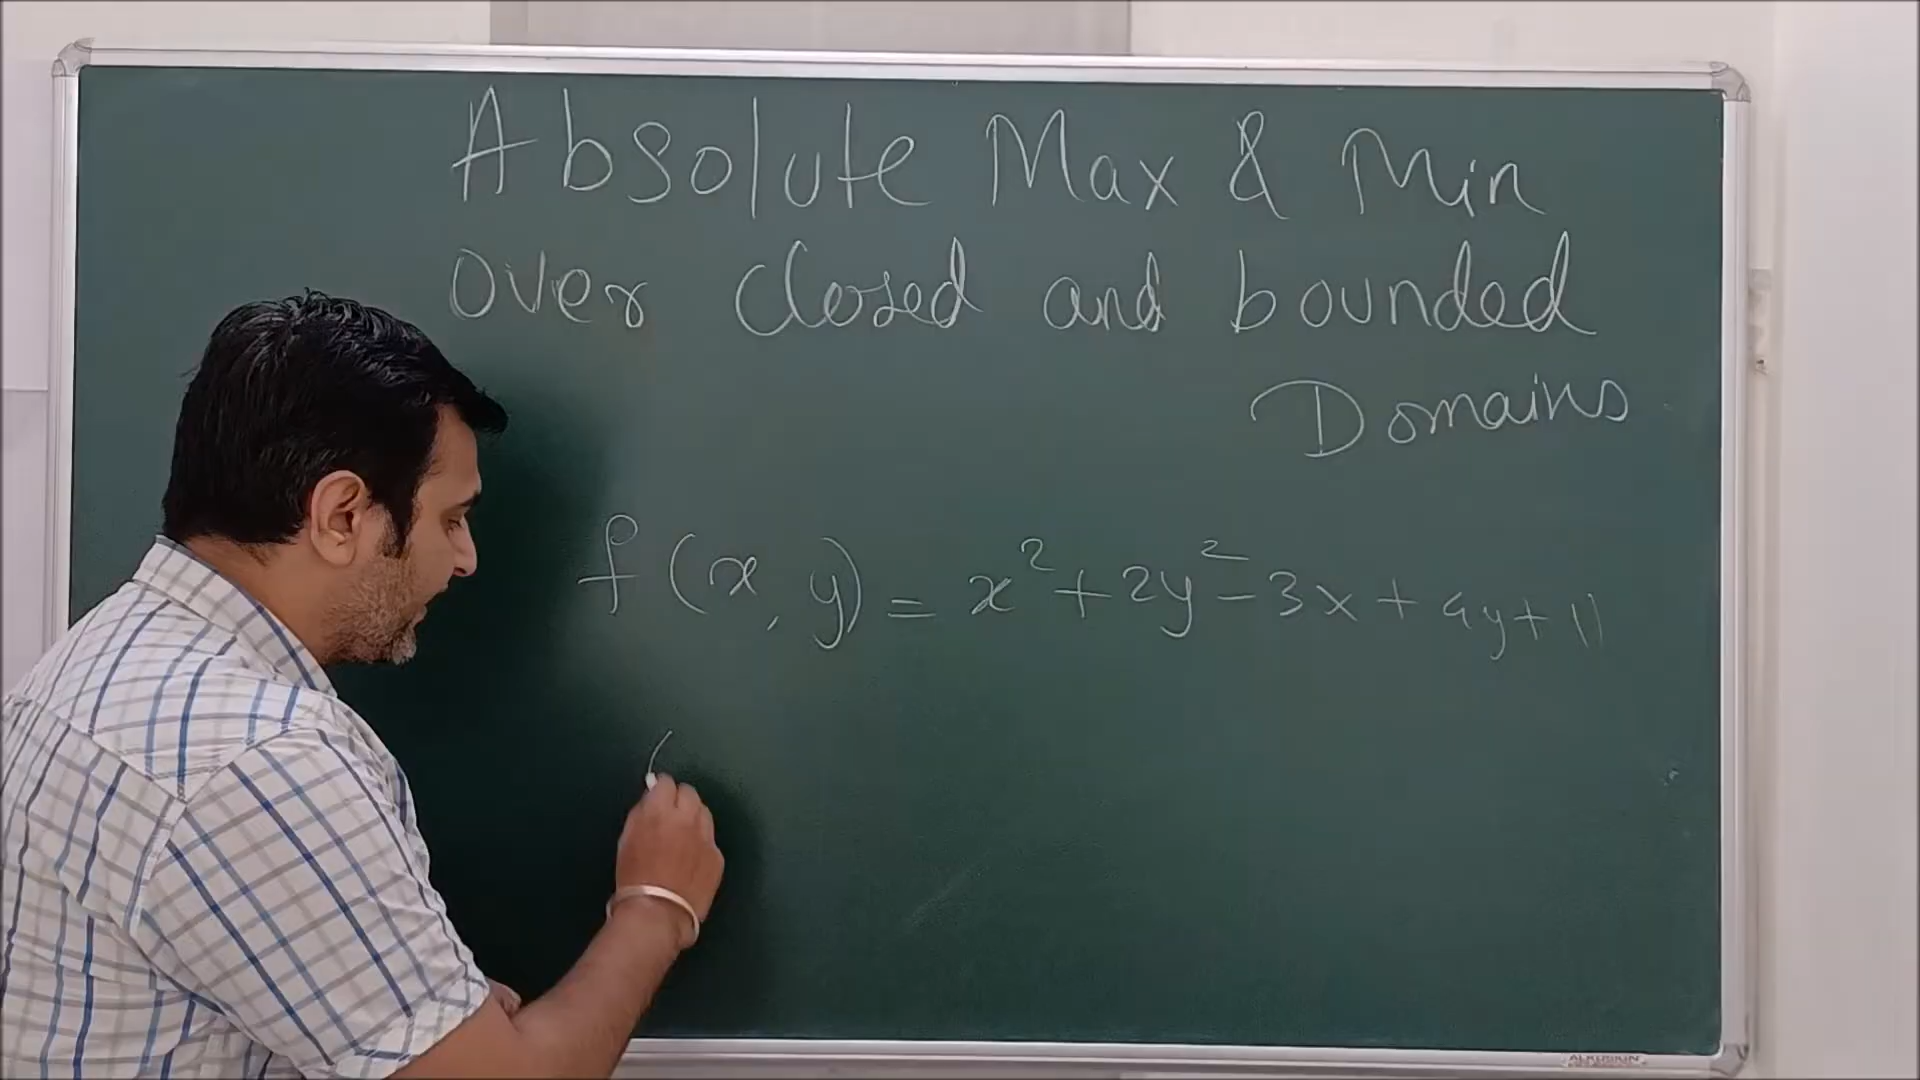 Absolute Max & Min
over closed and bounded
Domains
f(x, y) = x² + 2y² - 3x + 4y + 11
(